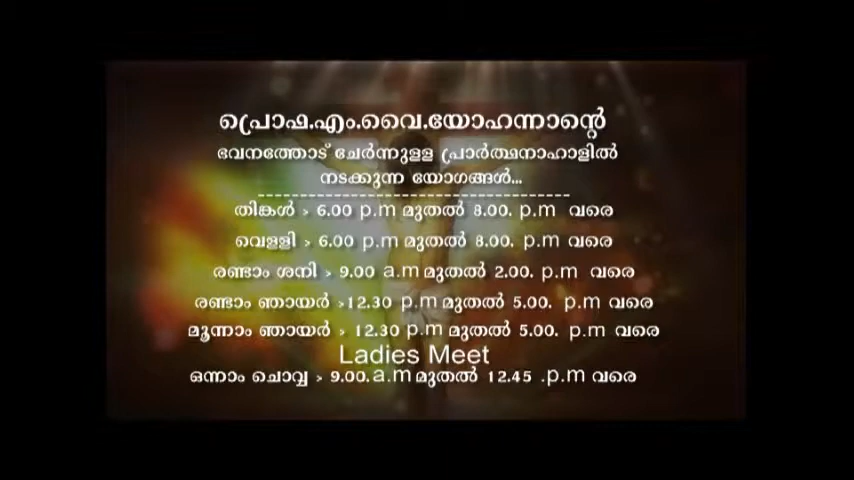 പ്രൊഫ.എം.വൈ.യോഹന്നാന്റെ
ഭവനത്തോട് ചേർന്നുളള പ്രാർത്ഥനാഹാളിൽ
നടക്കുന്ന യോഗങ്ങൾ...
------------------------------------
തിങ്കൾ > 6.00 p.m മുതൽ 8.00. p.m വരെ
വെളളി > 6.00 p.m മുതൽ 8.00. p.m വരെ
രണ്ടാം ശനി > 9.00 a.m മുതൽ 2.00. p.m വരെ
രണ്ടാം ഞായർ >12.30 p.m മുതൽ 5.00. p.m വരെ
മൂന്നാം ഞായർ > 12.30 p.m മുതൽ 5.00. p.m വരെ
Ladies Meet
ഒന്നാം ചൊവ്വ > 9.00.a.m മുതൽ 12.45 .p.m വരെ